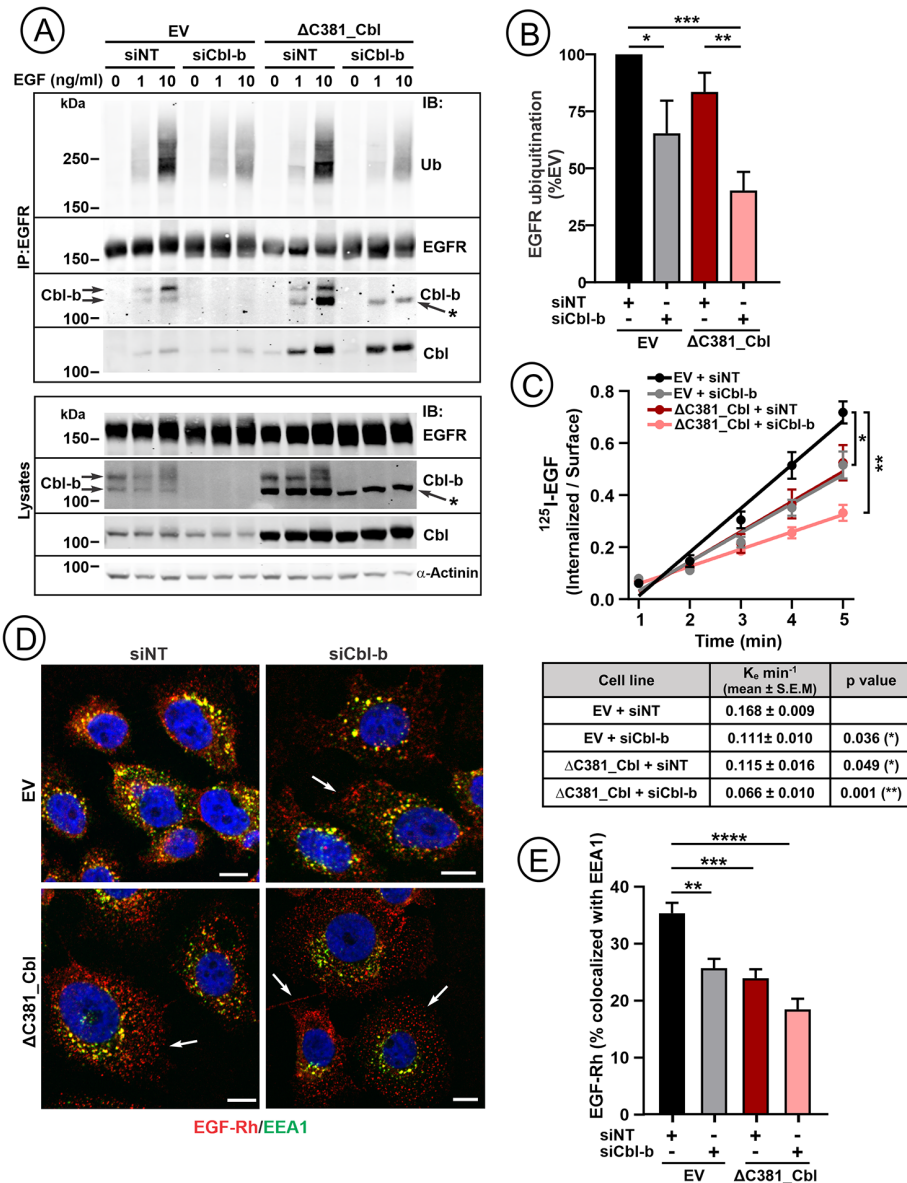 A
EV
ΔC381_Cbl
siNT
siCbl-b
siNT
siCbl-b
EGF (ng/ml)
0 1 10 0 1 10 0 1 10 0 1 10
IP:EGFR
kDa
IB:
250
Ub
150
150
EGFR
Cbl-b
Cbl-b
100
*
Cbl
100
Lysates
kDa
IB:
150
EGFR
Cbl-b
Cbl-b
100
*
100
Cbl
100
α-Actinin
B
***
*
**
100
75
50
25
0
EGFR ubiquitination
(%EV)
siNT + - + -
siCbl-b - + - +
EV
ΔC381_Cbl
C
EV + siNT
EV + siCbl-b
ΔC381_Cbl + siNT
ΔC381_Cbl + siCbl-b
*
**
0.8
0.6
0.4
0.2
0.0
125I-EGF
(Internalized / Surface)
1 2 3 4 5
Time (min)
Cell line Ke min-1 (mean ± S.E.M) p value
EV + siNT 0.168 ± 0.009
EV + siCbl-b 0.111± 0.010 0.036 (*)
ΔC381_Cbl + siNT 0.115 ± 0.016 0.049 (*)
ΔC381_Cbl + siCbl-b 0.066 ± 0.010 0.001 (**)
D
siNT
siCbl-b
EV
ΔC381_Cbl
EGF-Rh/EEA1
E
****
***
**
40
30
20
10
0
EGF-Rh (% colocalized with EEA1)
siNT + - + -
siCbl-b - + - +
EV
ΔC381_Cbl